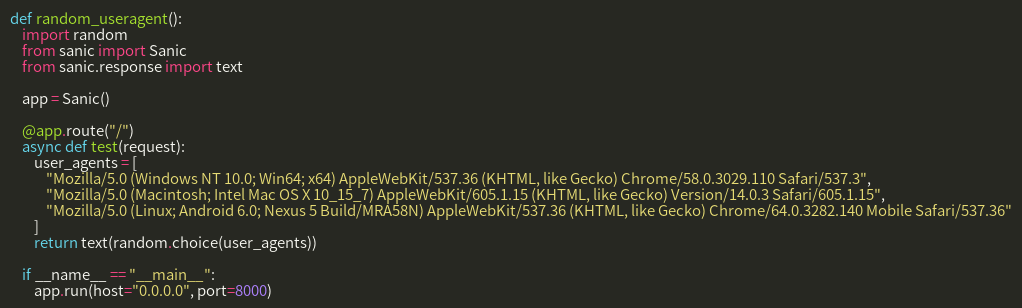 def random_useragent():
    import random
    from sanic import Sanic
    from sanic.response import text

    app = Sanic()

    @app.route("/")
    async def test(request):
        user_agents = [
            "Mozilla/5.0 (Windows NT 10.0; Win64; x64) AppleWebKit/537.36 (KHTML, like Gecko) Chrome/58.0.3029.110 Safari/537.3",
            "Mozilla/5.0 (Macintosh; Intel Mac OS X 10_15_7) AppleWebKit/605.1.15 (KHTML, like Gecko) Version/14.0.3 Safari/605.1.15",
            "Mozilla/5.0 (Linux; Android 6.0; Nexus 5 Build/MRA58N) AppleWebKit/537.36 (KHTML, like Gecko) Chrome/64.0.3282.140 Mobile Safari/537.36"
        ]
        return text(random.choice(user_agents))

    if __name__ == "__main__":
        app.run(host="0.0.0.0", port=8000)